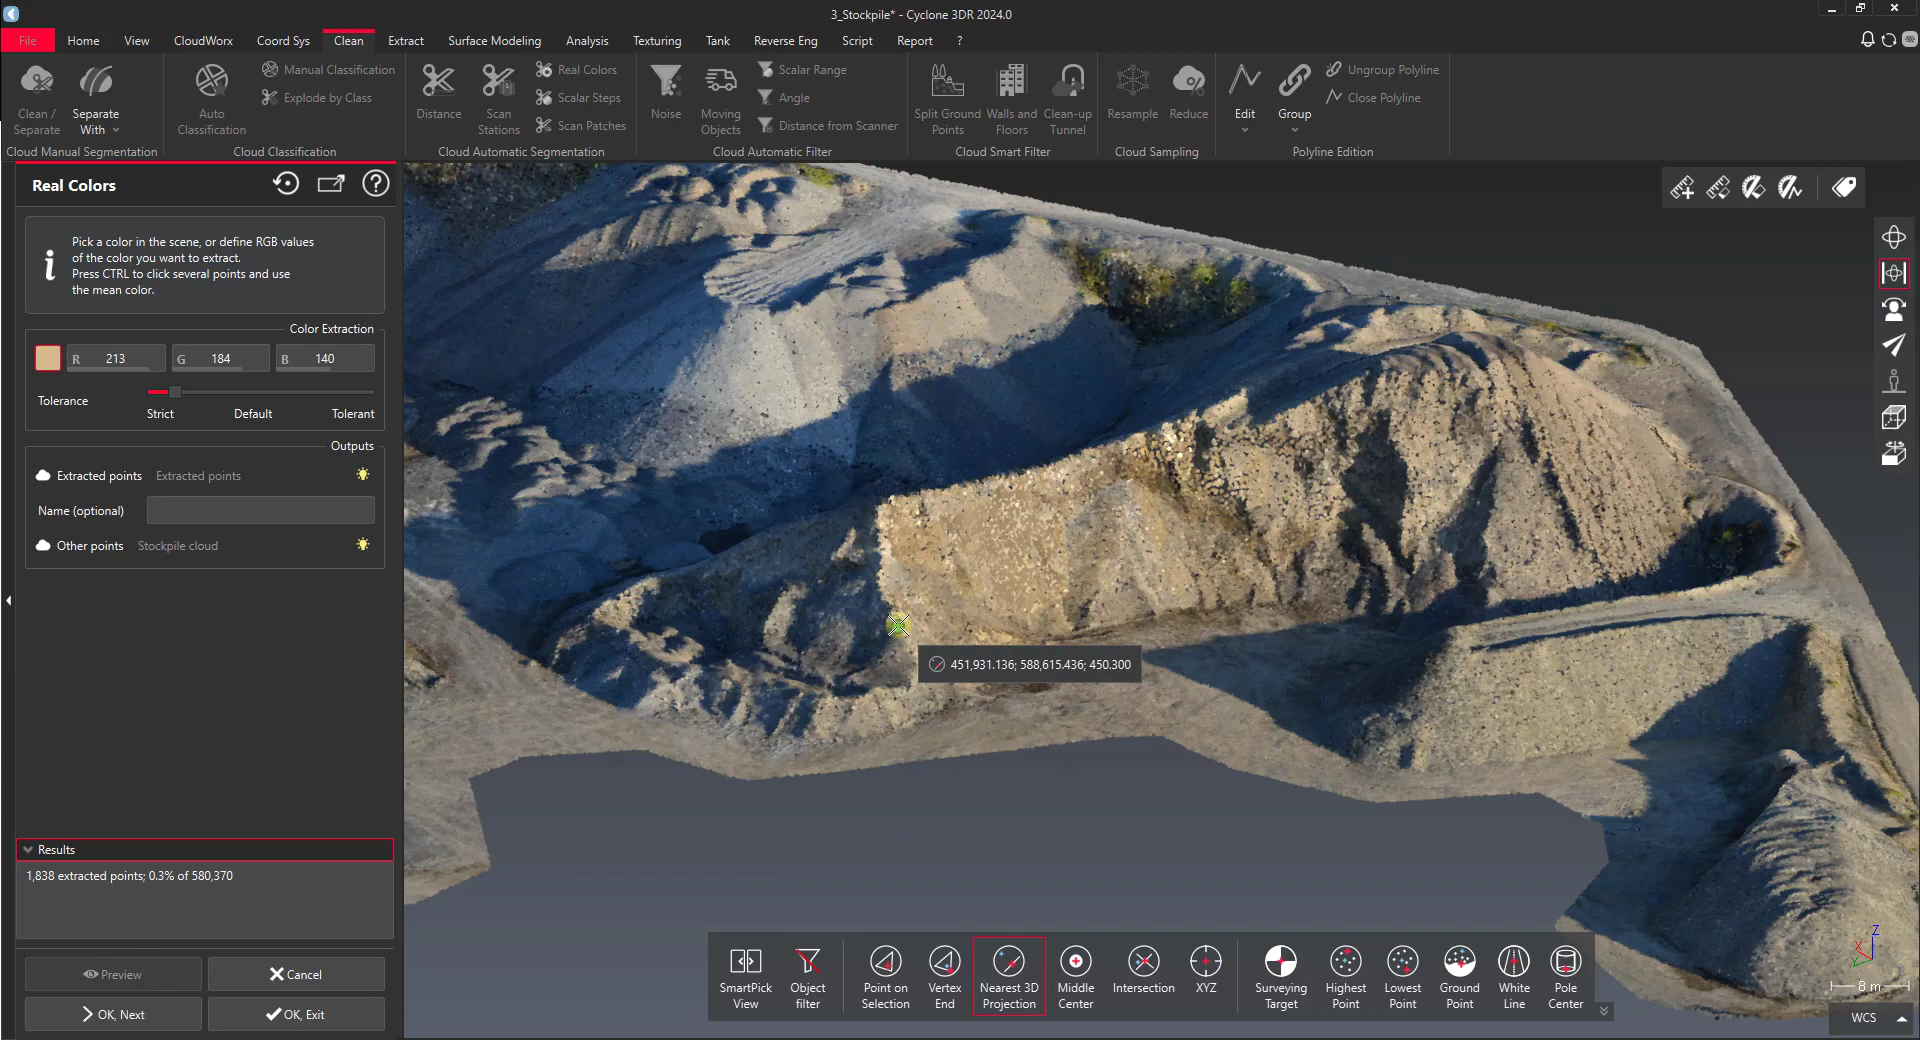 3_Stockpile* - Cyclone 3DR 2024.0
File Home View CloudWorx Coord Sys Clean Extract Surface Modeling Analysis Texturing Tank Reverse Eng Script Report ?
Clean / Separate
Separate With
Cloud Manual Segmentation
Auto Classification
Manual Classification
Explode by Class
Cloud Classification
Distance
Scan Stations
Real Colors
Scalar Steps
Scan Patches
Cloud Automatic Segmentation
Noise
Moving Objects
Scalar Range
Angle
Distance from Scanner
Cloud Automatic Filter
Split Ground Points
Walls and Floors
Clean-up Tunnel
Cloud Smart Filter
Resample
Reduce
Cloud Sampling
Edit
Group
Ungroup Polyline
Close Polyline
Polyline Edition
Real Colors
Pick a color in the scene, or define RGB values
of the color you want to extract.
Press CTRL to click several points and use
the mean color.
Color Extraction
R 213 G 184 B 140
Tolerance
Strict Default Tolerant
Outputs
Extracted points Extracted points
Name (optional)
Other points Stockpile cloud
451,931.136; 588,615.436; 450.300
Results
1,838 extracted points; 0.3% of 580,370
Preview
Cancel
OK, Next
OK, Exit
SmartPick View
Object filter
Point on Selection
Vertex End
Nearest 3D Projection
Middle Center
Intersection
XYZ
Surveying Target
Highest Point
Lowest Point
Ground Point
White Line
Pole Center
Z
X
Y
8 m
WCS